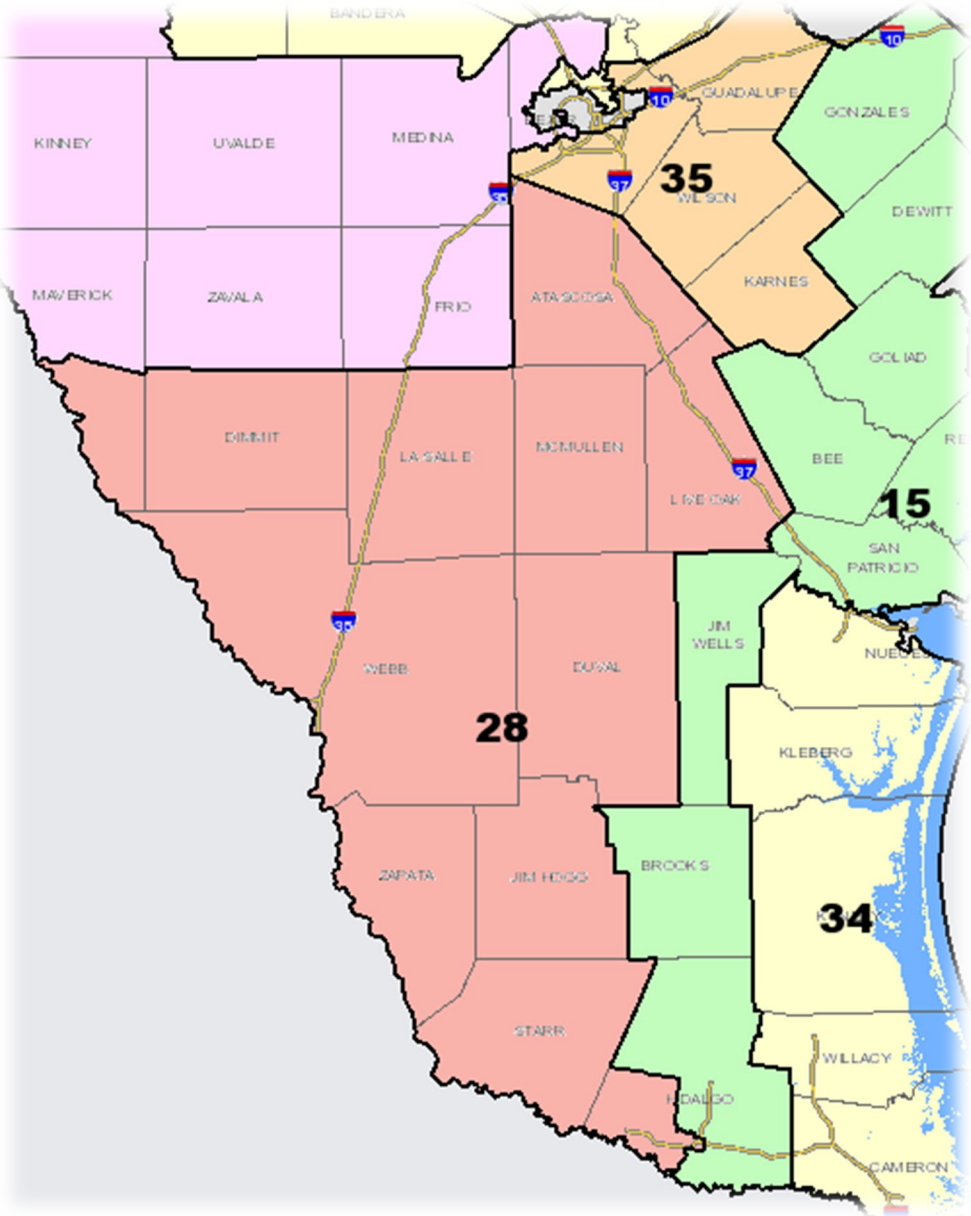 BANDERA
10
10
GUADALUPE
GONZALES
KINNEY
UVALDE
MEDINA
BEXAR
35
37
35
WILSON
DEWITT
MAVERICK
ZAVALA
FRIO
ATASCOSA
KARNES
GOLIAD
DIMMIT
LA SALLE
MCMULLEN
BEE
RE
37
LIVE OAK
15
SAN
PATRICIO
35
JIM
WELLS
NUECES
WEBB
DUVAL
28
KLEBERG
ZAPATA
JIM HOGG
BROOKS
34
STARR
WILLACY
HIDALGO
CAMERON